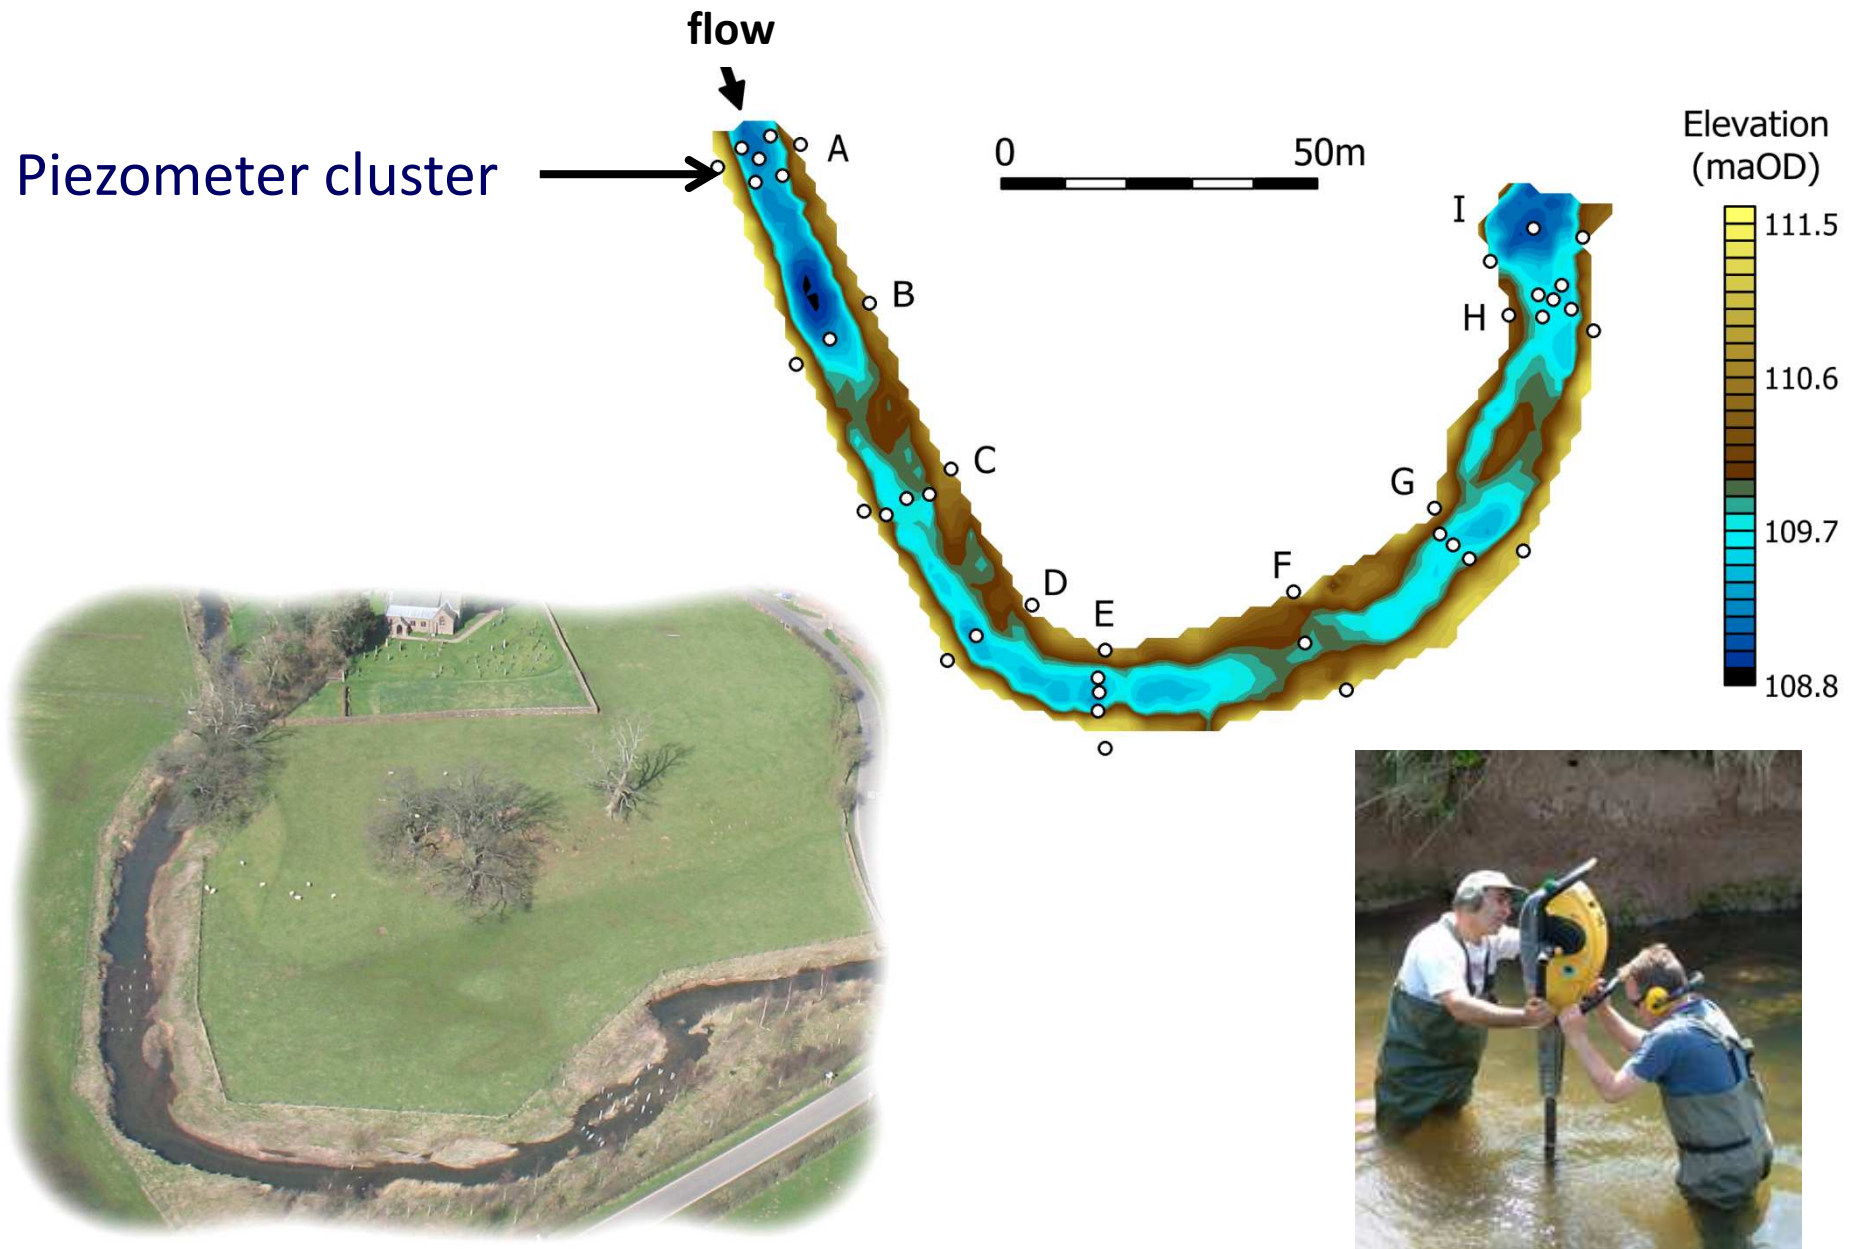 flow
Piezometer cluster
A
B
C
D
E
F
G
H
I
0 50m
Elevation
(maOD)
111.5
110.6
109.7
108.8